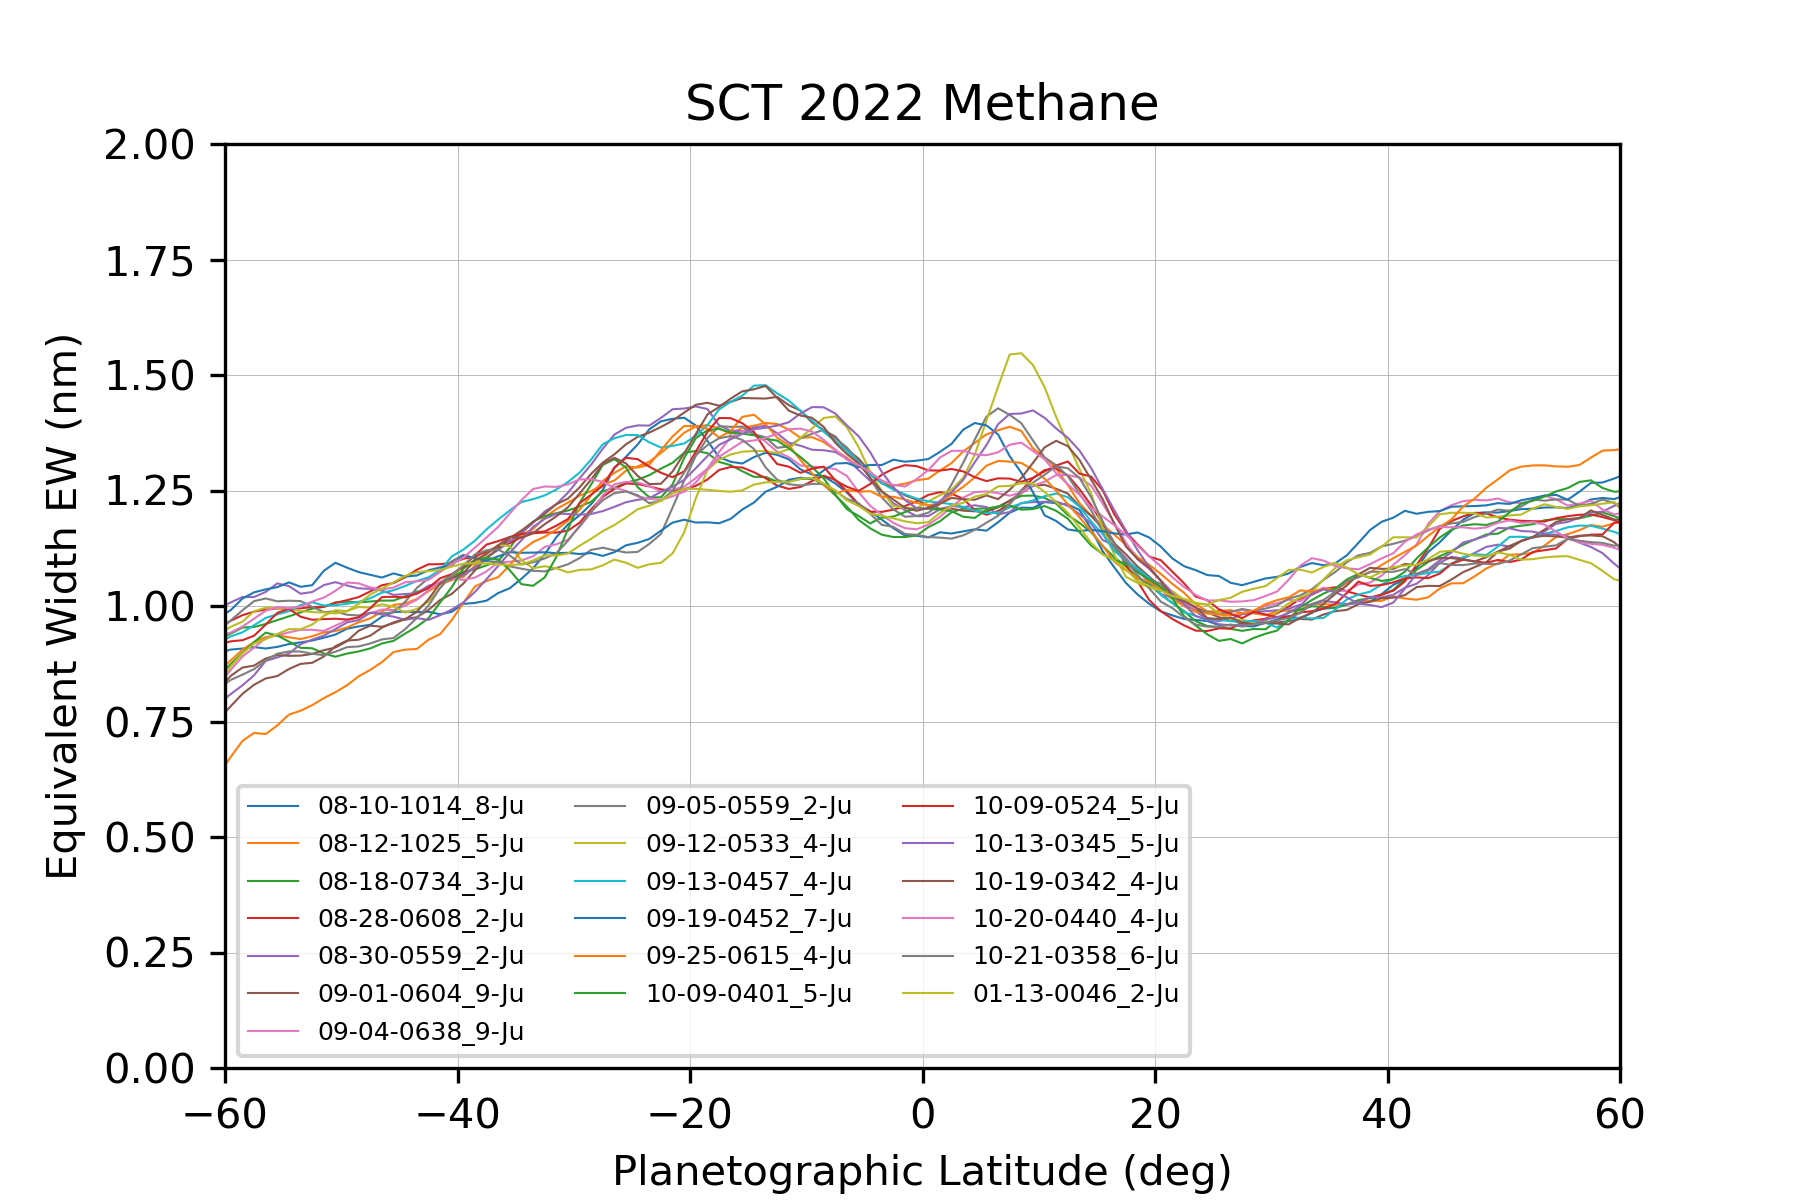 SCT 2022 Methane
2.00
1.75
1.50
1.25
1.00
0.75
0.50
0.25
0.00
Equivalent Width EW (nm)
08-10-1014_8-Ju
08-12-1025_5-Ju
08-18-0734_3-Ju
08-28-0608_2-Ju
08-30-0559_2-Ju
09-01-0604_9-Ju
09-04-0638_9-Ju
09-05-0559_2-Ju
09-12-0533_4-Ju
09-13-0457_4-Ju
09-19-0452_7-Ju
09-25-0615_4-Ju
10-09-0401_5-Ju
10-09-0524_5-Ju
10-13-0345_5-Ju
10-19-0342_4-Ju
10-20-0440_4-Ju
10-21-0358_6-Ju
01-13-0046_2-Ju
−60 −40 −20 0 20 40 60
Planetographic Latitude (deg)